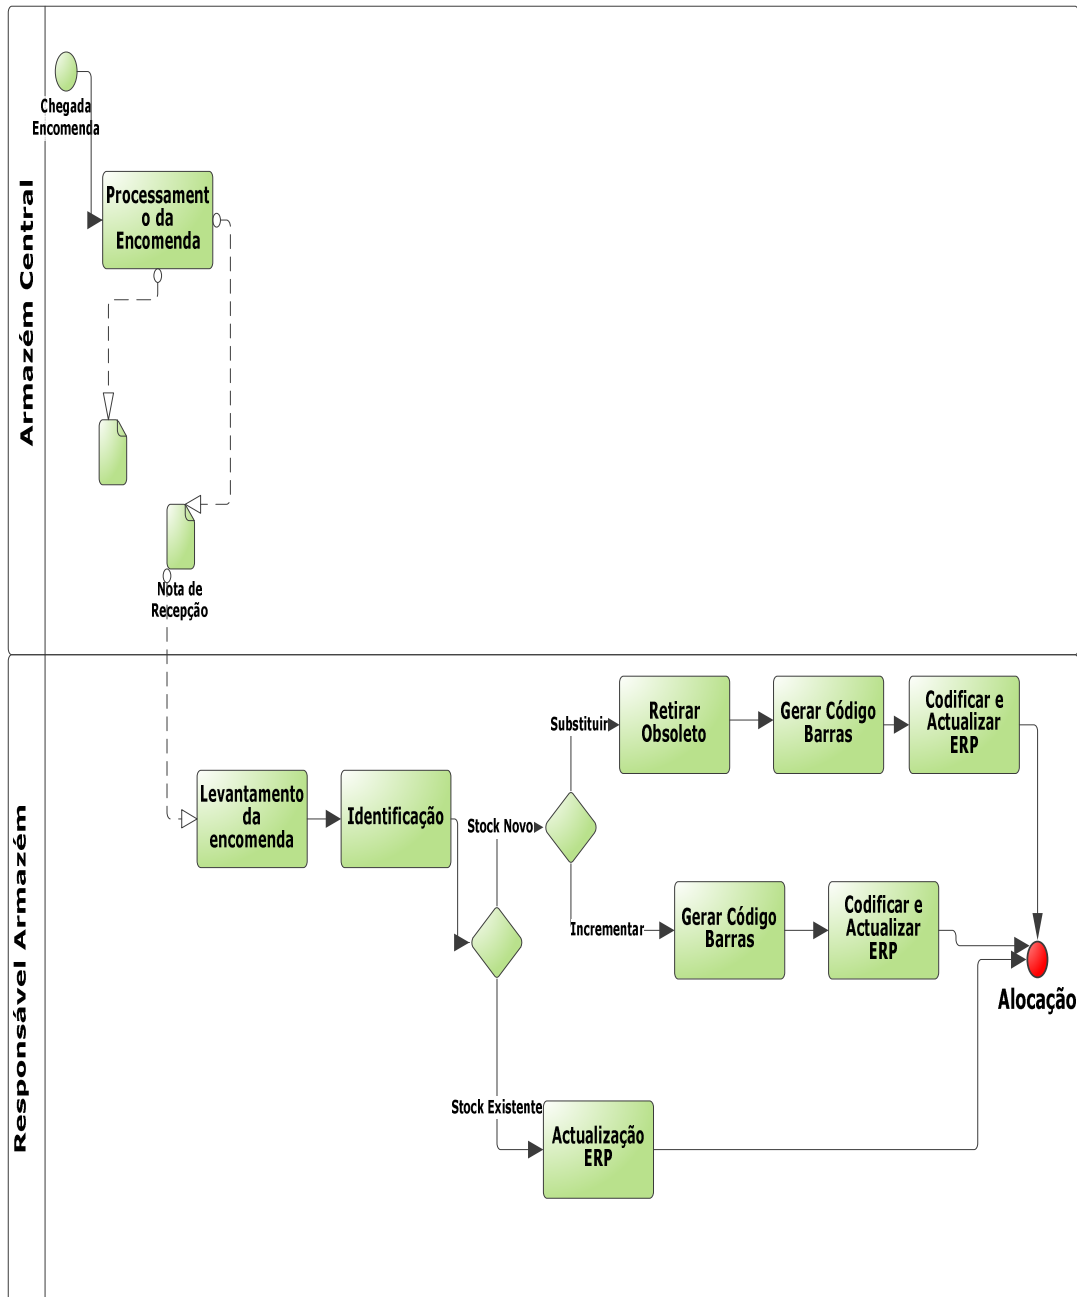 Armazém Central
Chegada
Encomenda
Processament
o da
Encomenda
Nota de
Recepção
Responsável Armazém
Levantamento
da
encomenda
Identificação
Stock Novo
Substituir
Retirar
Obsoleto
Gerar Código
Barras
Codificar e
Actualizar
ERP
Incrementar
Gerar Código
Barras
Codificar e
Actualizar
ERP
Alocação
Stock Existente
Actualização
ERP